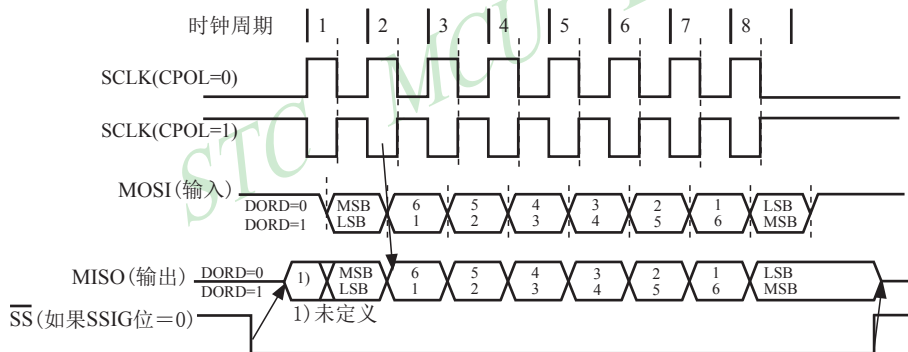 时钟周期 1 2 3 4 5 6 7 8
SCLK(CPOL=0)
SCLK(CPOL=1)
STC MCU
MOSI(输入)
DORD=0 MSB 6 5 4 3 2 1 LSB
DORD=1 LSB 1 2 3 4 5 6 MSB
MISO(输出)
DORD=0 1) MSB 6 5 4 3 2 1 LSB
DORD=1 LSB 1 2 3 4 5 6 MSB
1)未定义
SS(如果SSIG位=0)